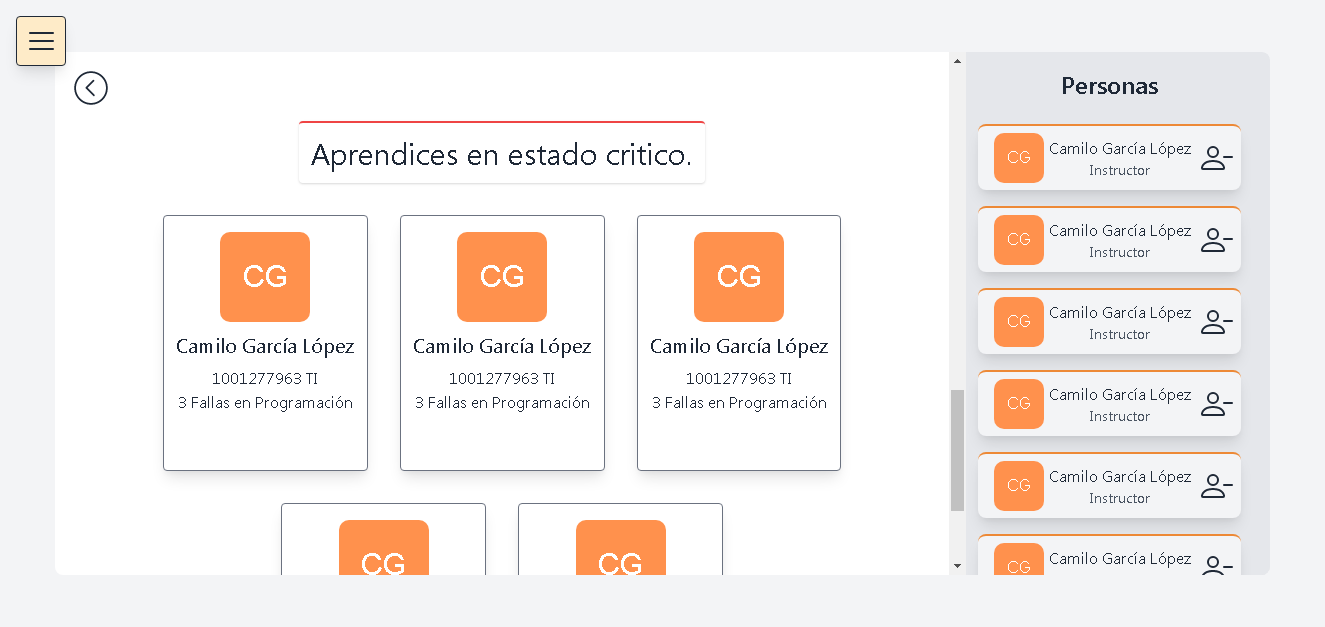 Aprendices en estado critico.
CG
Camilo García López
1001277963 TI
3 Fallas en Programación
CG
Camilo García López
1001277963 TI
3 Fallas en Programación
CG
Camilo García López
1001277963 TI
3 Fallas en Programación
CG
CG
Personas
CG
Camilo García López
Instructor
CG
Camilo García López
Instructor
CG
Camilo García López
Instructor
CG
Camilo García López
Instructor
CG
Camilo García López
Instructor
CG
Camilo García López